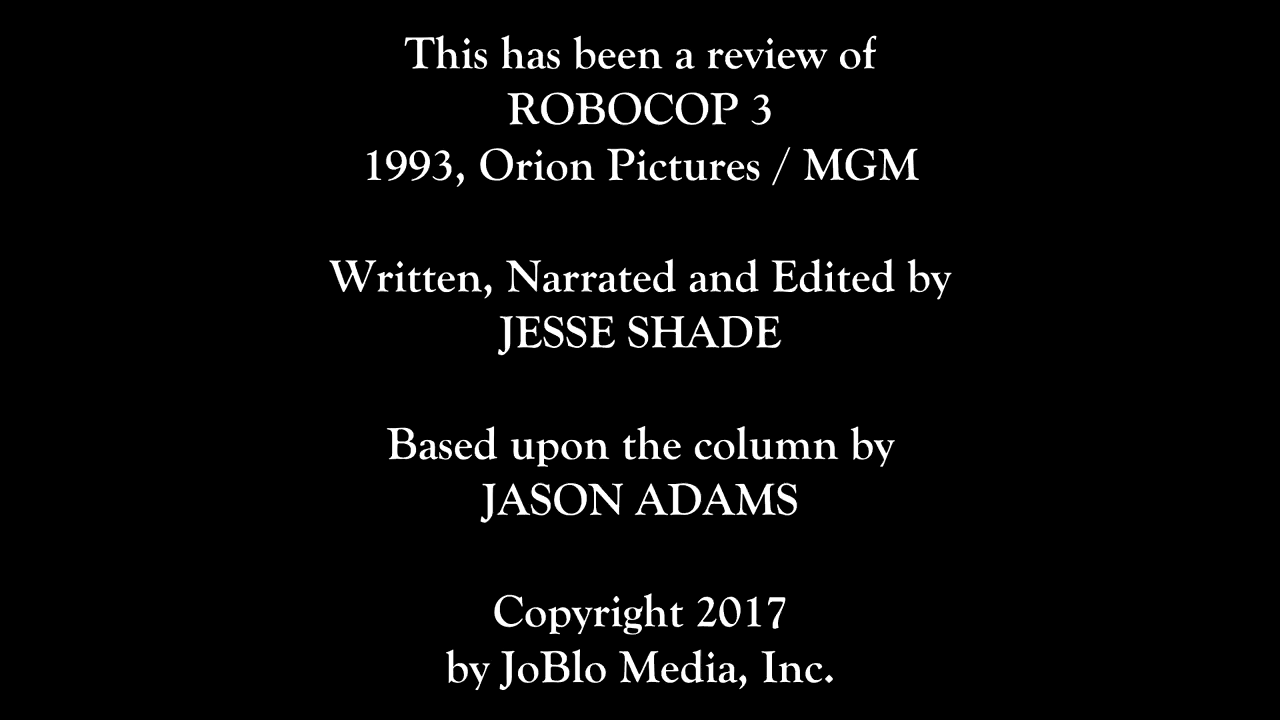 This has been a review of
ROBOCOP 3
1993, Orion Pictures / MGM
Written, Narrated and Edited by
JESSE SHADE
Based upon the column by
JASON ADAMS
Copyright 2017
by JoBlo Media, Inc.